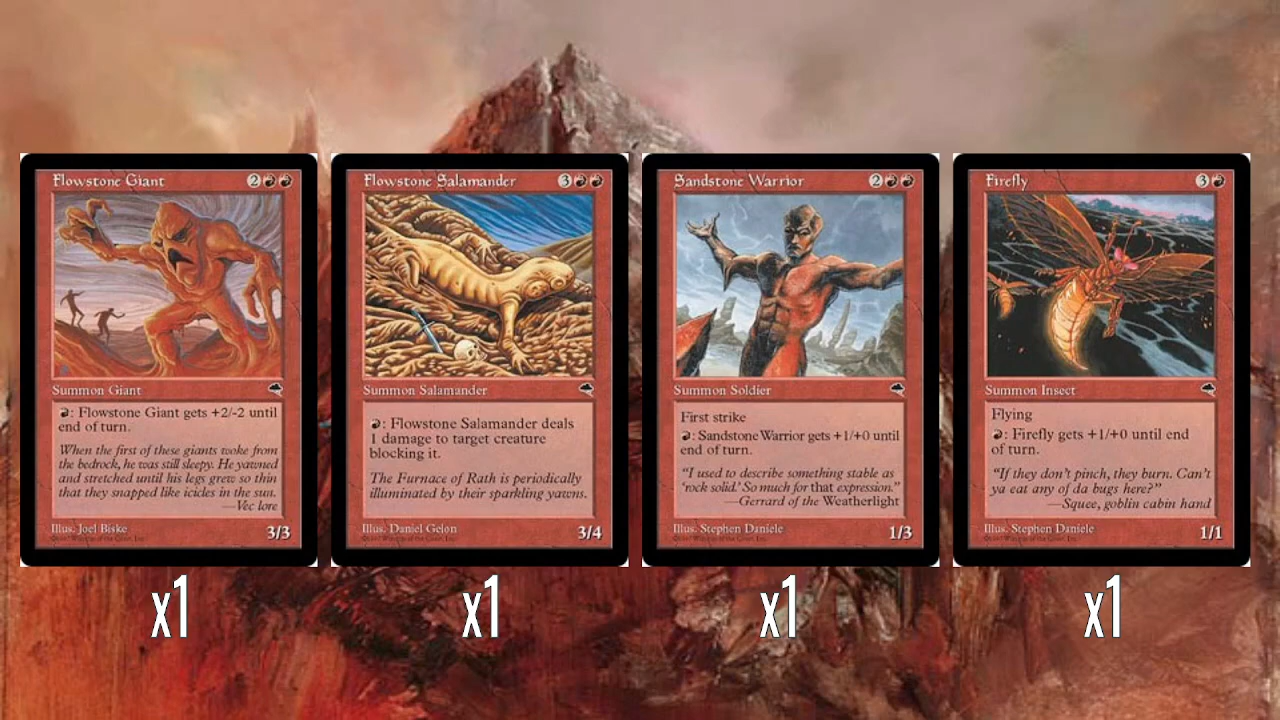 Flowstone Giant 2
Summon Giant
: Flowstone Giant gets +2/-2 until
end of turn.
When the first of these giants woke from
the bedrock, he was still sleepy. He yawned
and stretched until his legs grew so thin
that they snapped like icicles in the sun.
—Vec lore
Illus. Joel Biske
3/3
x1
Flowstone Salamander 3
Summon Salamander
: Flowstone Salamander deals
1 damage to target creature
blocking it.
The Furnace of Rath is periodically
illuminated by their sparkling yawns.
Illus. Daniel Gelon
3/4
x1
Sandstone Warrior 2
Summon Soldier
First strike
: Sandstone Warrior gets +1/+0 until
end of turn.
“I used to describe something stable as
‘rock solid.’ So much for that expression.”
—Gerrard of the Weatherlight
Illus. Stephen Daniele
1/3
x1
Firefly 3
Summon Insect
Flying
: Firefly gets +1/+0 until end
of turn.
“If they don't pinch, they burn. Can't
ya eat any of da bugs here?”
—Squee, goblin cabin hand
Illus. Stephen Daniele
1/1
x1